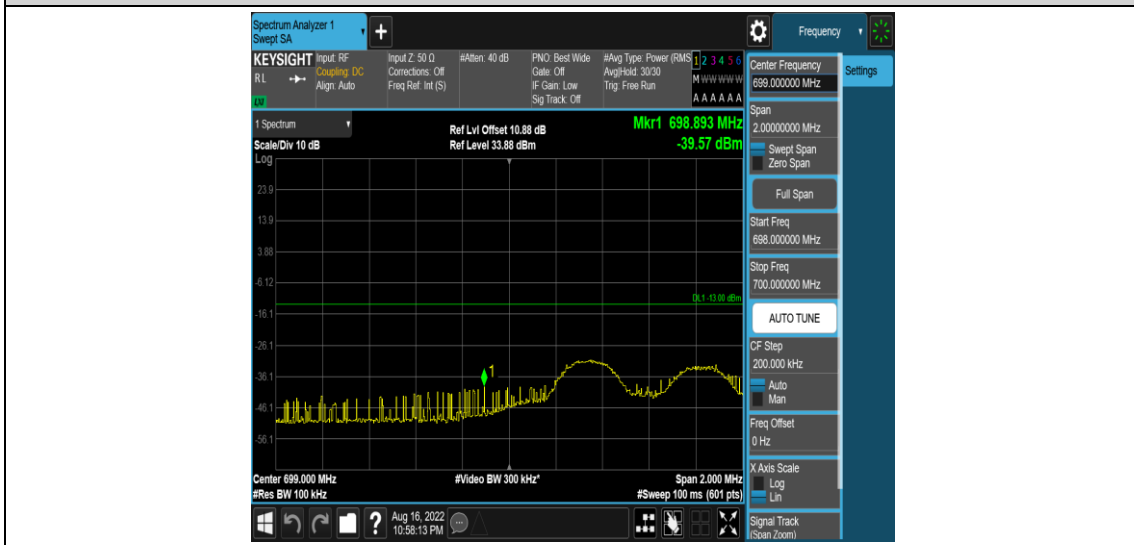 Spectrum Analyzer 1
Swept SA
+
Frequency
KEYSIGHT
RL
LXI
Input: RF
Coupling: DC
Align: Auto
Input Z: 50 Ω
Corrections: Off
Freq Ref: Int (S)
#Atten: 40 dB
PNO: Best Wide
Gate: Off
IF Gain: Low
Sig Track: Off
#Avg Type: Power (RMS
Avg|Hold: 30/30
Trig: Free Run
1 2 3 4 5 6
M W W W W W
A A A A A A
1 Spectrum
Scale/Div 10 dB
Ref Lvl Offset 10.88 dB
Ref Level 33.88 dBm
Mkr1 698.893 MHz
-39.57 dBm
Log
23.9
13.9
3.88
-6.12
DL1 -13.00 dBm
-16.1
-26.1
1
-36.1
-46.1
-56.1
Center 699.000 MHz
#Video BW 300 kHz*
Span 2.000 MHz
#Res BW 100 kHz
#Sweep 100 ms (601 pts)
Center Frequency
699.000000 MHz
Settings
Span
2.00000000 MHz
Swept Span
Zero Span
Full Span
Start Freq
698.000000 MHz
Stop Freq
700.000000 MHz
AUTO TUNE
CF Step
200.000 kHz
Auto
Man
Freq Offset
0 Hz
X Axis Scale
Log
Lin
Signal Track
(Span Zoom)
?
Aug 16, 2022
10:58:13 PM